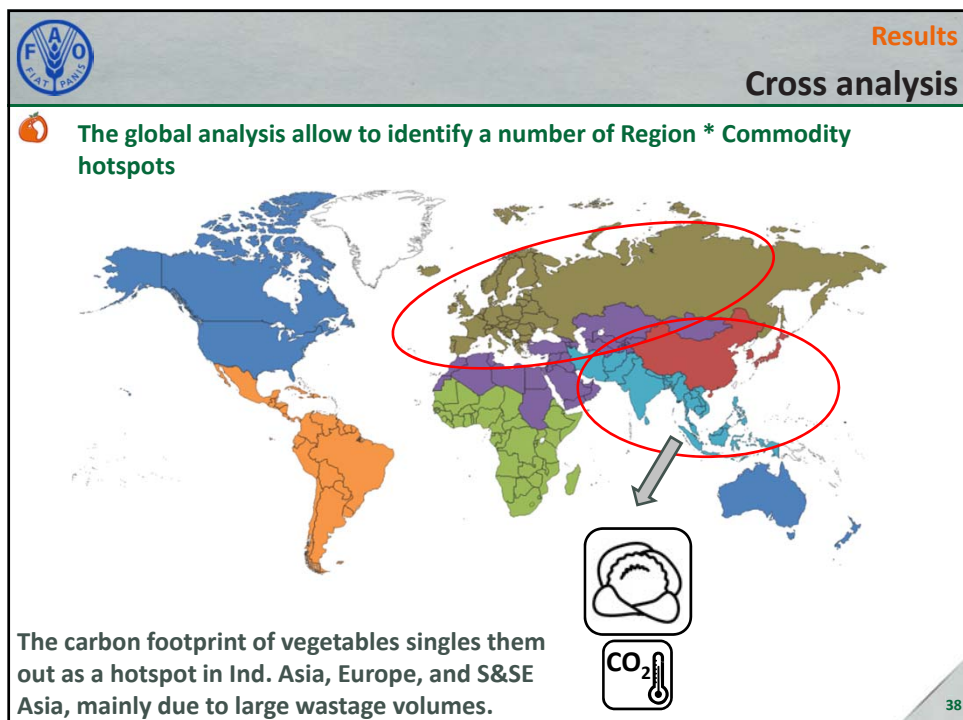 F A O
FIAT PANIS
Results
Cross analysis
The global analysis allow to identify a number of Region * Commodity
hotspots
CO2
The carbon footprint of vegetables singles them
out as a hotspot in Ind. Asia, Europe, and S&SE
Asia, mainly due to large wastage volumes.
38